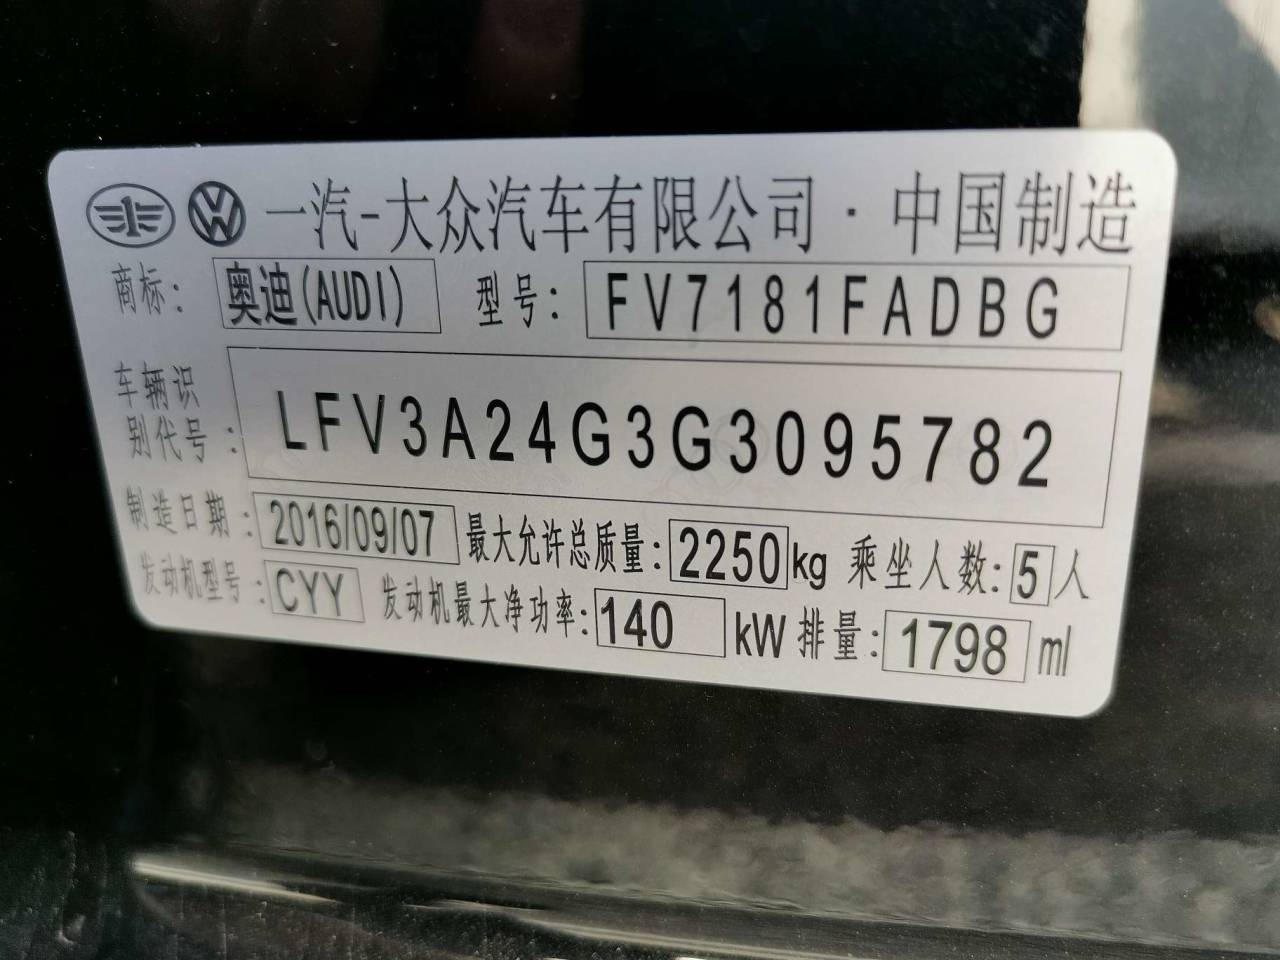 一汽-大众汽车有限公司·中国制造
商标: 奥迪(AUDI) 型号: FV7181FADBG
车辆识别代号: LFV3A24G3G3095782
制造日期: 2016/09/07 最大允许总质量: 2250kg 乘坐人数: 5人
发动机型号: CYY 发动机最大净功率: 140 kW 排量: 1798 ml